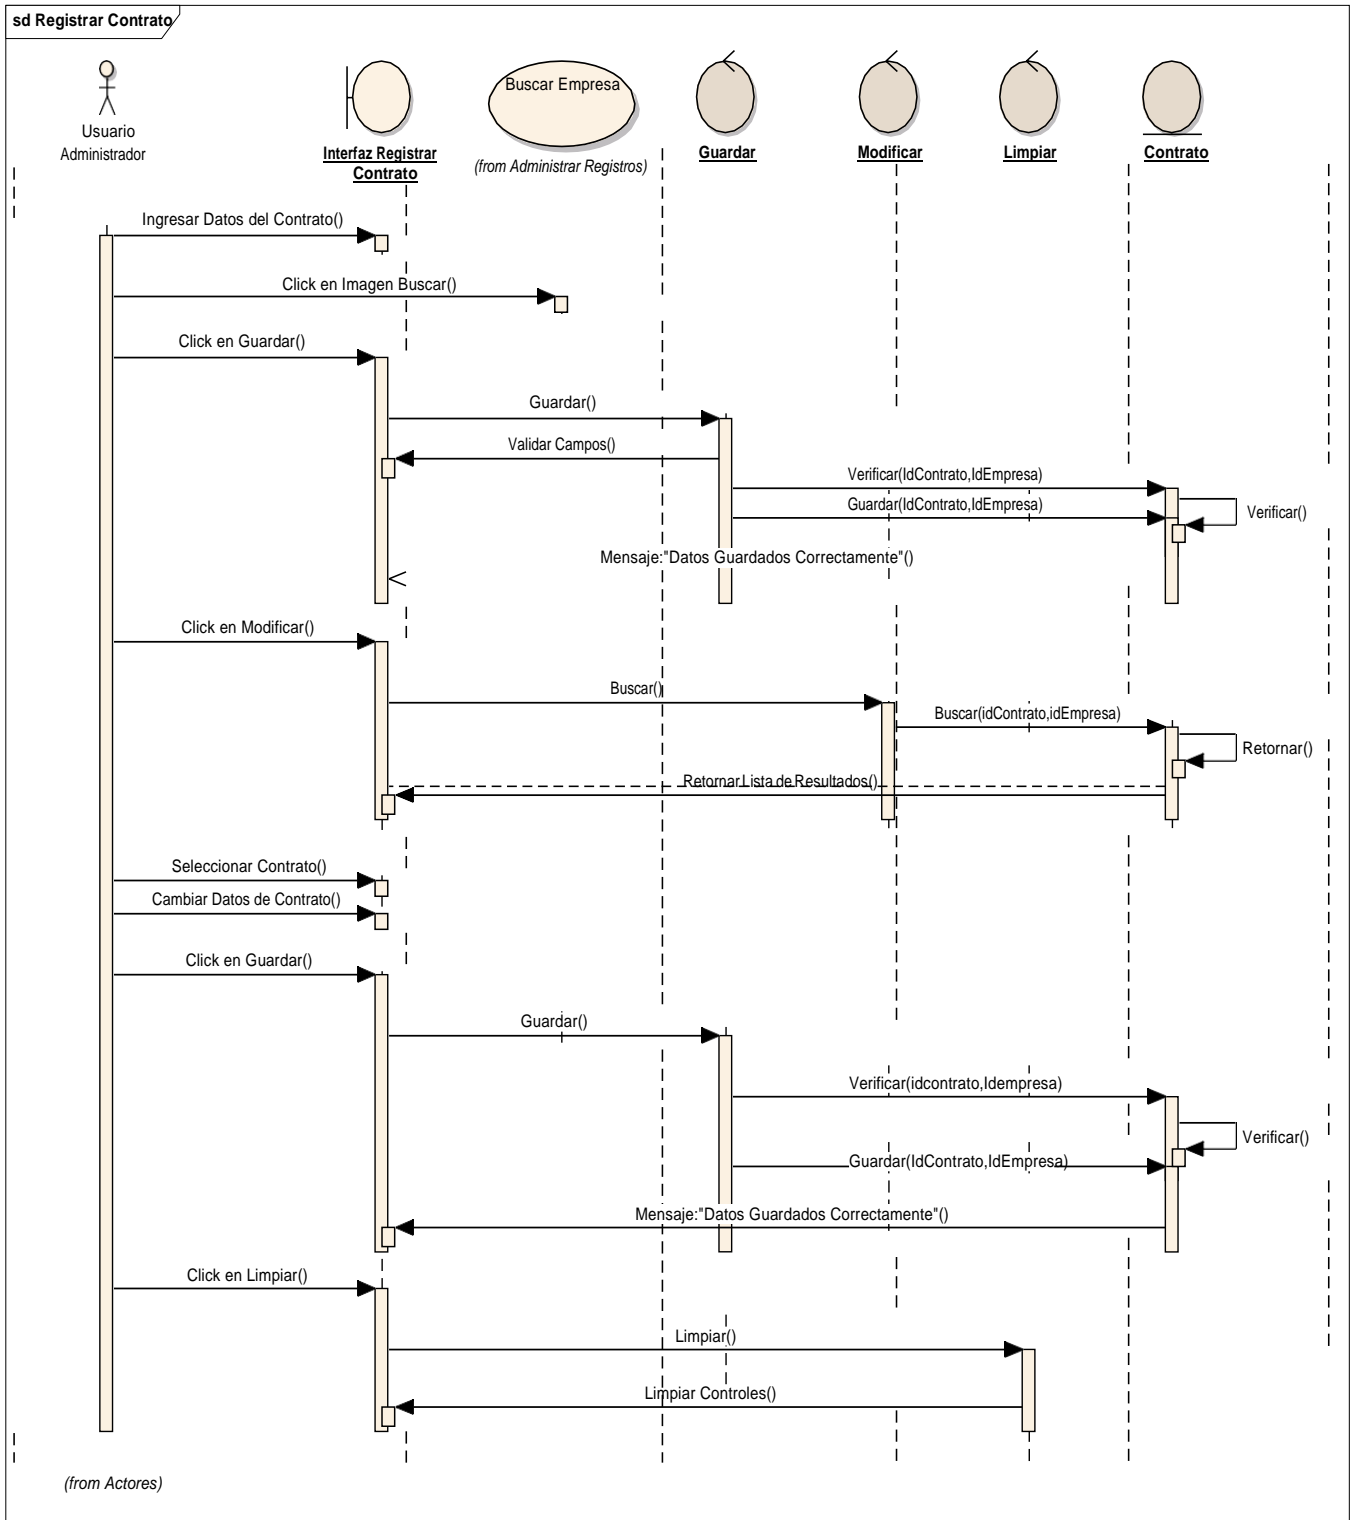 sd Registrar Contrato
Usuario
Administrador
Interfaz Registrar
Contrato
Buscar Empresa
(from Administrar Registros)
Guardar
Modificar
Limpiar
Contrato
Ingresar Datos del Contrato()
Click en Imagen Buscar()
Click en Guardar()
Guardar()
Validar Campos()
Verificar(IdContrato,IdEmpresa)
Guardar(IdContrato,IdEmpresa)
Verificar()
Mensaje:"Datos Guardados Correctamente"()
Click en Modificar()
Buscar()
Buscar(idContrato,idEmpresa)
Retornar()
Retornar Lista de Resultados()
Seleccionar Contrato()
Cambiar Datos de Contrato()
Click en Guardar()
Guardar()
Verificar(idcontrato,Idempresa)
Verificar()
Guardar(IdContrato,IdEmpresa)
Mensaje:"Datos Guardados Correctamente"()
Click en Limpiar()
Limpiar()
Limpiar Controles()
(from Actores)